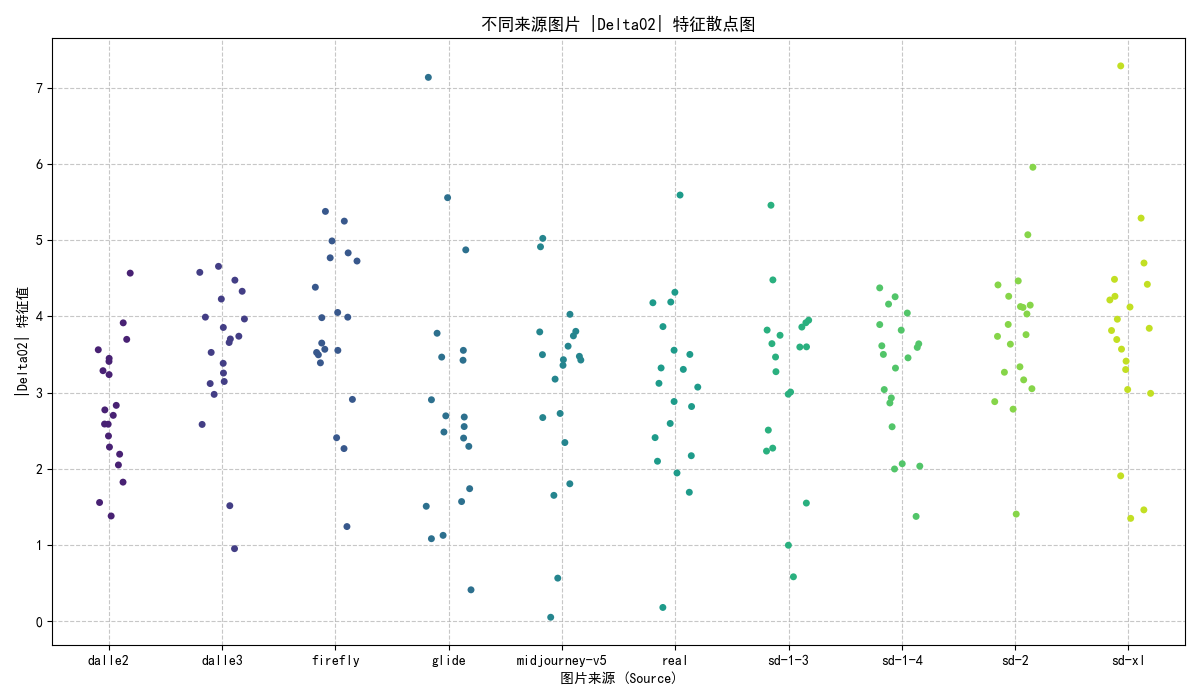 不同来源图片 |Delta02| 特征散点图
|Delta02| 特征值
7
6
5
4
3
2
1
0
dalle2 dalle3 firefly glide midjourney-v5 real sd-1-3 sd-1-4 sd-2 sd-xl
图片来源 (Source)